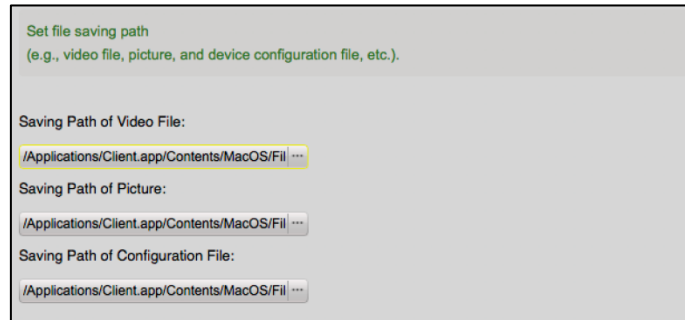 Set file saving path
(e.g., video file, picture, and device configuration file, etc.).
Saving Path of Video File:
/Applications/Client.app/Contents/MacOS/Fil ...
Saving Path of Picture:
/Applications/Client.app/Contents/MacOS/Fil ...
Saving Path of Configuration File:
/Applications/Client.app/Contents/MacOS/Fil ...